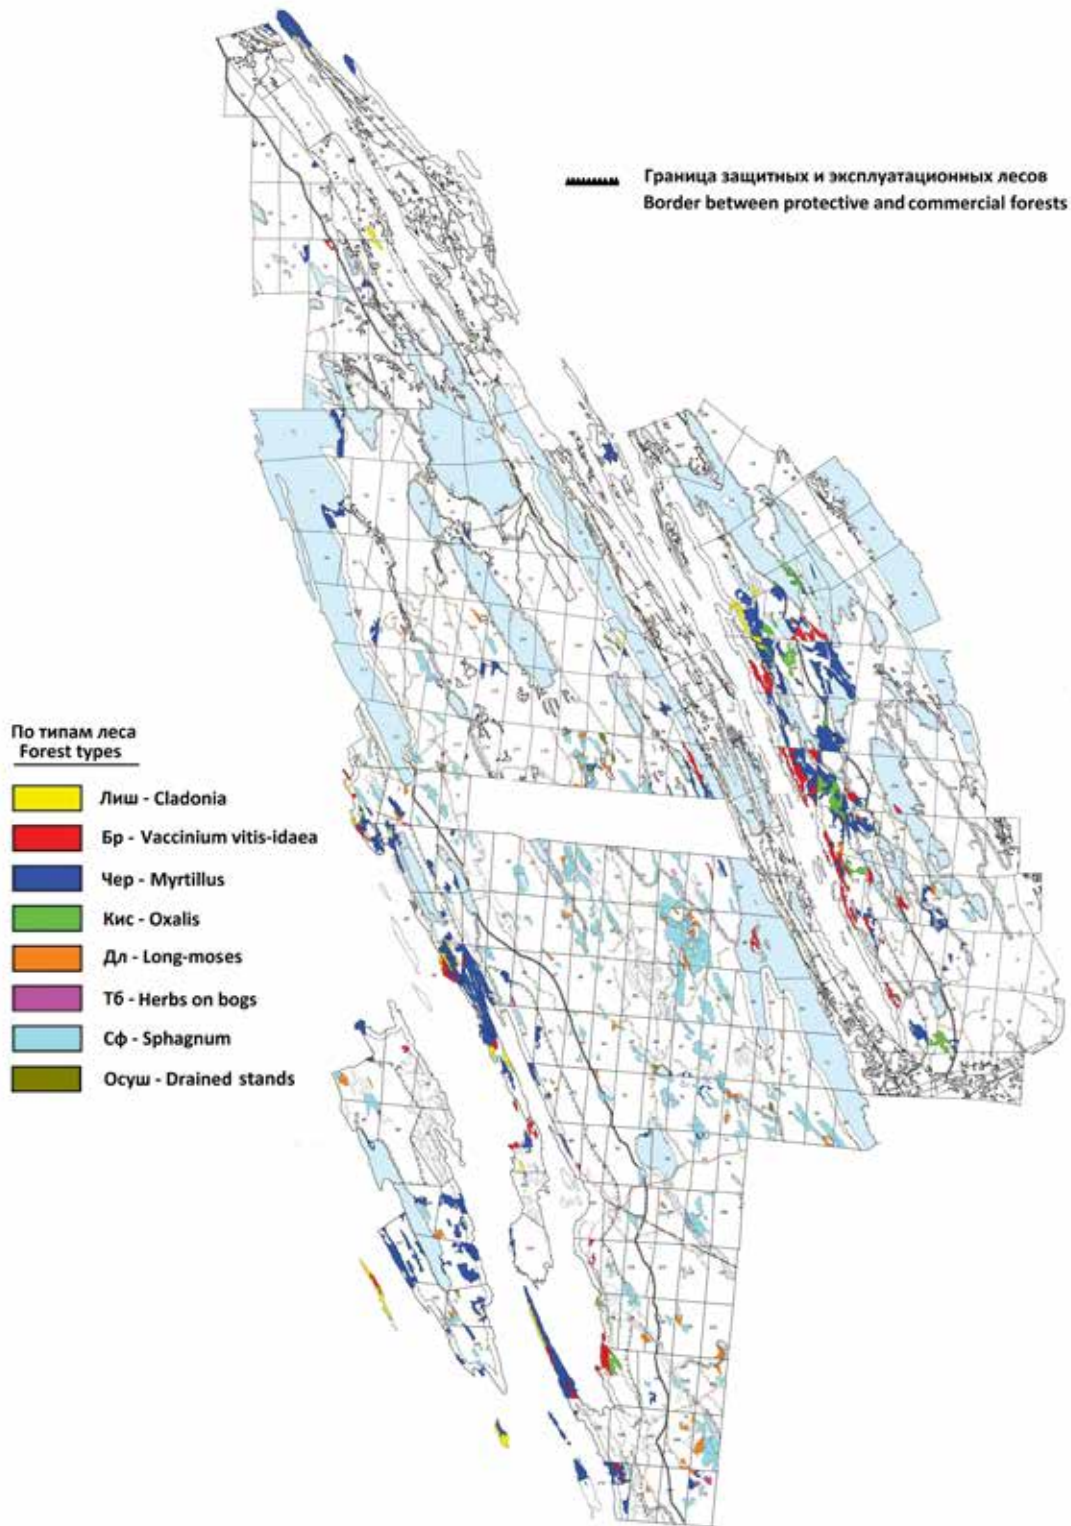 Граница защитных и эксплуатационных лесов
Border between protective and commercial forests
По типам леса
Forest types
Лиш - Cladonia
Бр - Vaccinium vitis-idaea
Чер - Myrtillus
Кис - Oxalis
Дл - Long-moses
Тб - Herbs on bogs
Сф - Sphagnum
Осуш - Drained stands